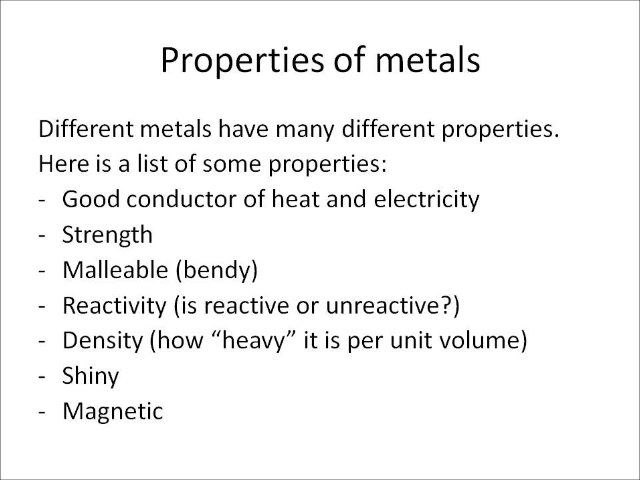 Properties of metals
Different metals have many different properties.
Here is a list of some properties:
- Good conductor of heat and electricity
- Strength
- Malleable (bendy)
- Reactivity (is reactive or unreactive?)
- Density (how “heavy” it is per unit volume)
- Shiny
- Magnetic